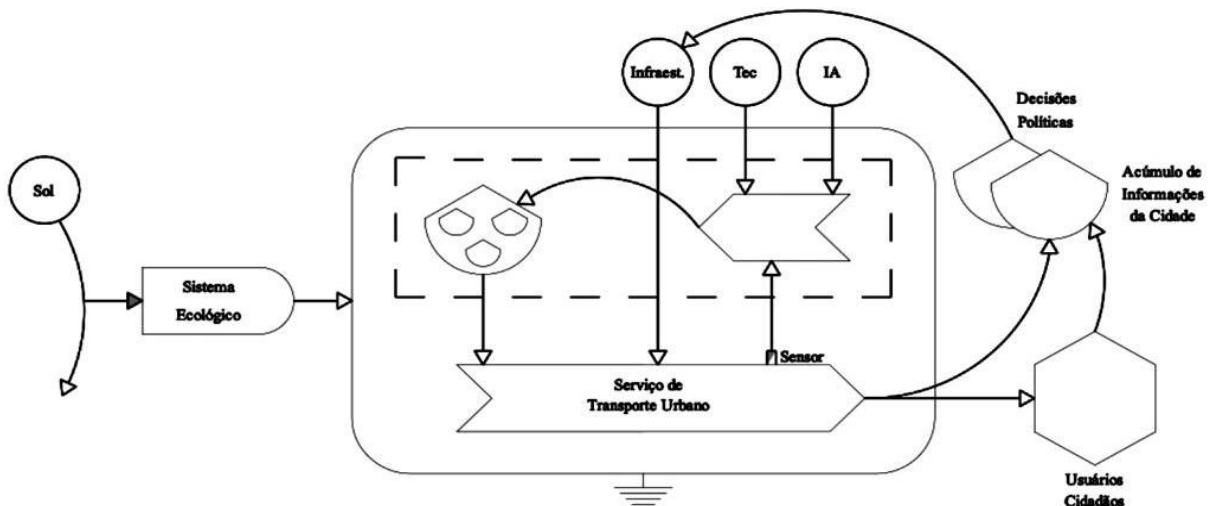 Infraest.
Tec
IA
Decisões
Políticas
Acúmulo de
Informações
da Cidade
Sol
Sistema
Ecológico
Sensor
Serviço de
Transporte Urbano
Usuários
Cidadãos